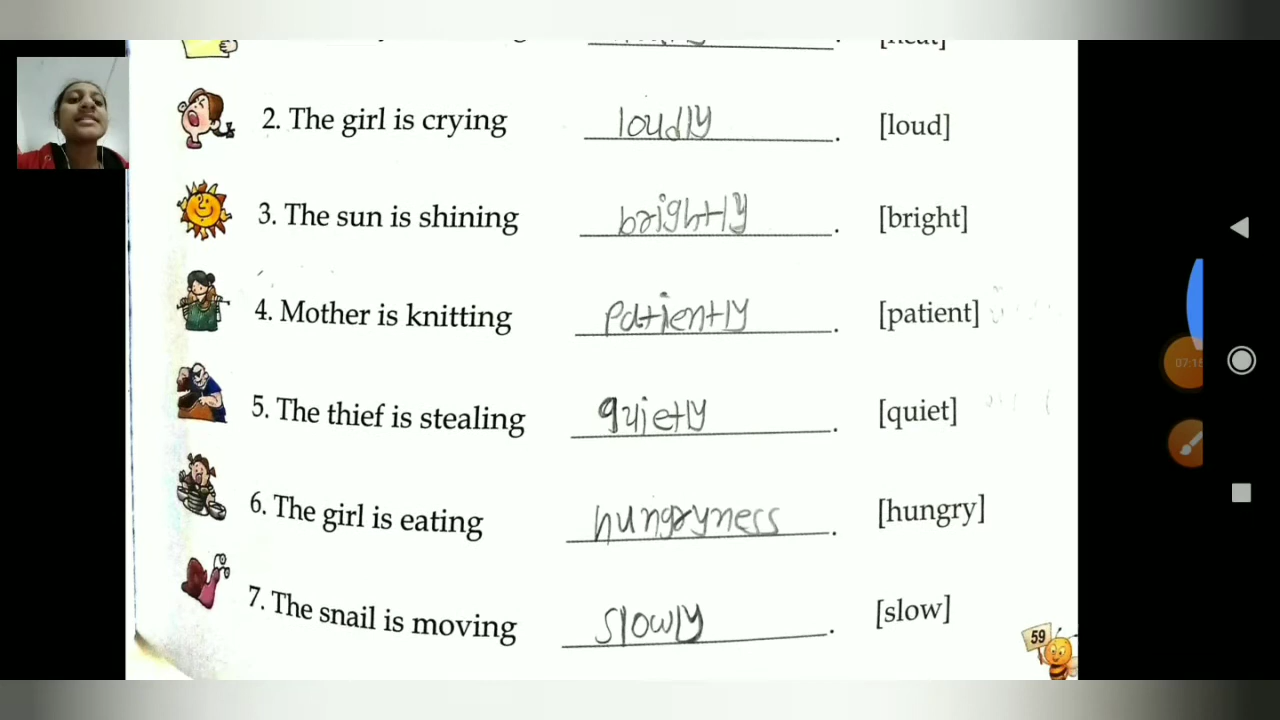 2. The girl is crying loudly. [loud]
3. The sun is shining brightly. [bright]
4. Mother is knitting patiently. [patient]
5. The thief is stealing quietly. [quiet]
6. The girl is eating hungryness. [hungry]
7. The snail is moving slowly. [slow]
07:18
59